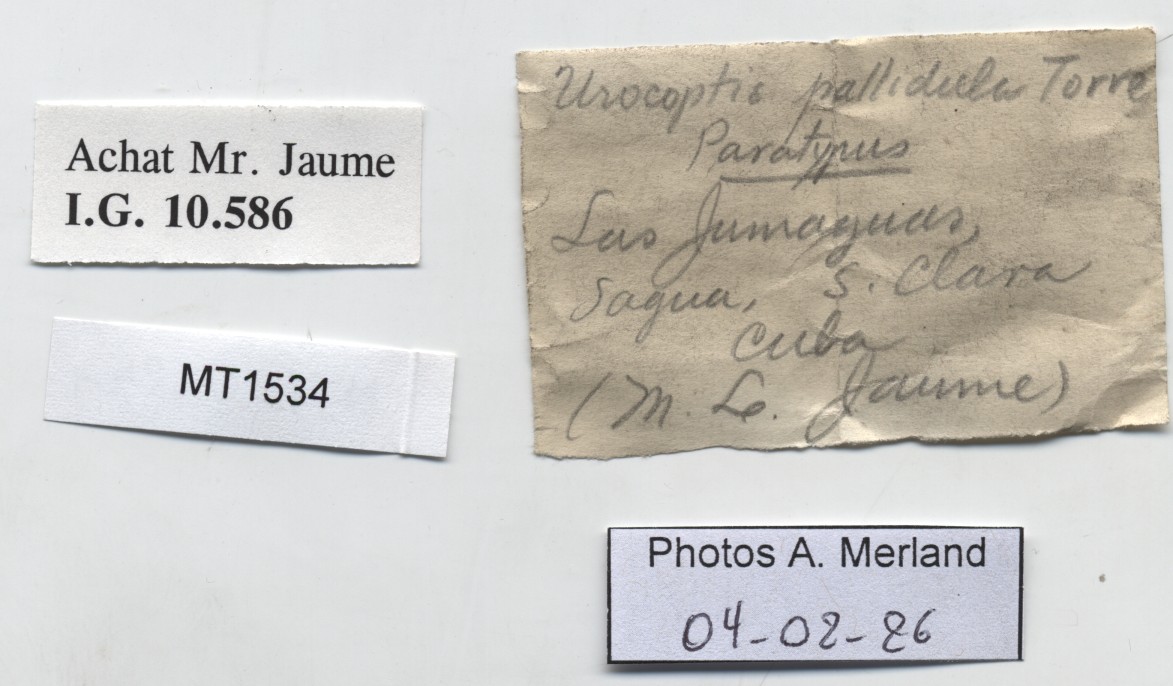 Achat Mr. Jaume
I.G. 10.586
MT1534
Urocoptis pallidula Torre
Paratypus
Las Jumaguas,
Sagua, S. Clara
Cuba
(M. L. Jaume)
Photos A. Merland
04-02-26